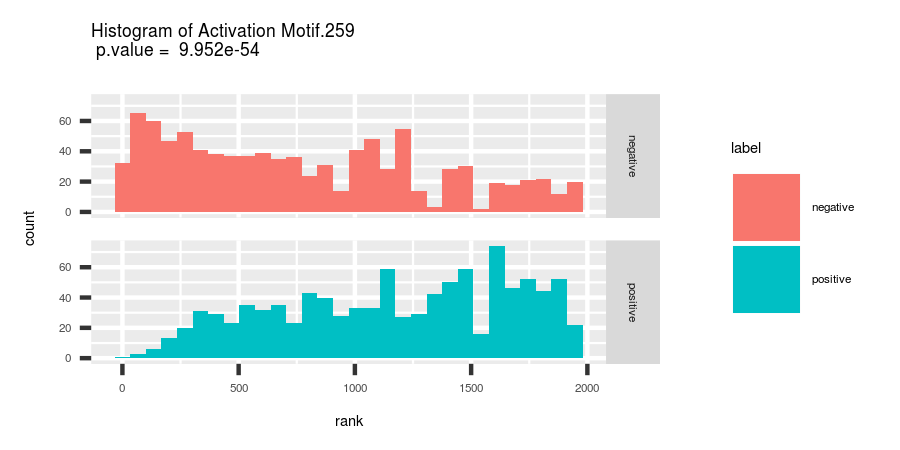 Histogram of Activation Motif.259
p.value = 9.952e-54
count
60
40
20
0
negative
60
40
20
0
positive
0 500 1000 1500 2000
rank
label
negative
positive